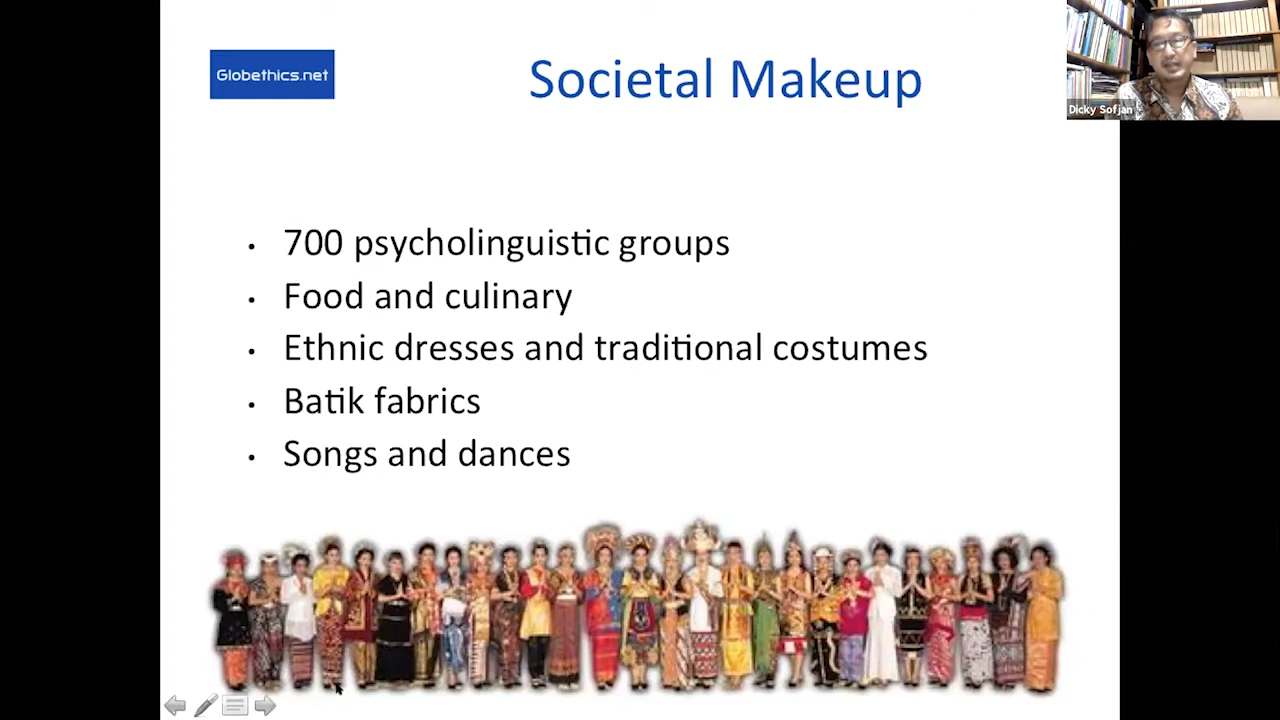 Globethics.net
Societal Makeup
Dicky Sofjan
• 700 psycholinguistic groups
• Food and culinary
• Ethnic dresses and traditional costumes
• Batik fabrics
• Songs and dances